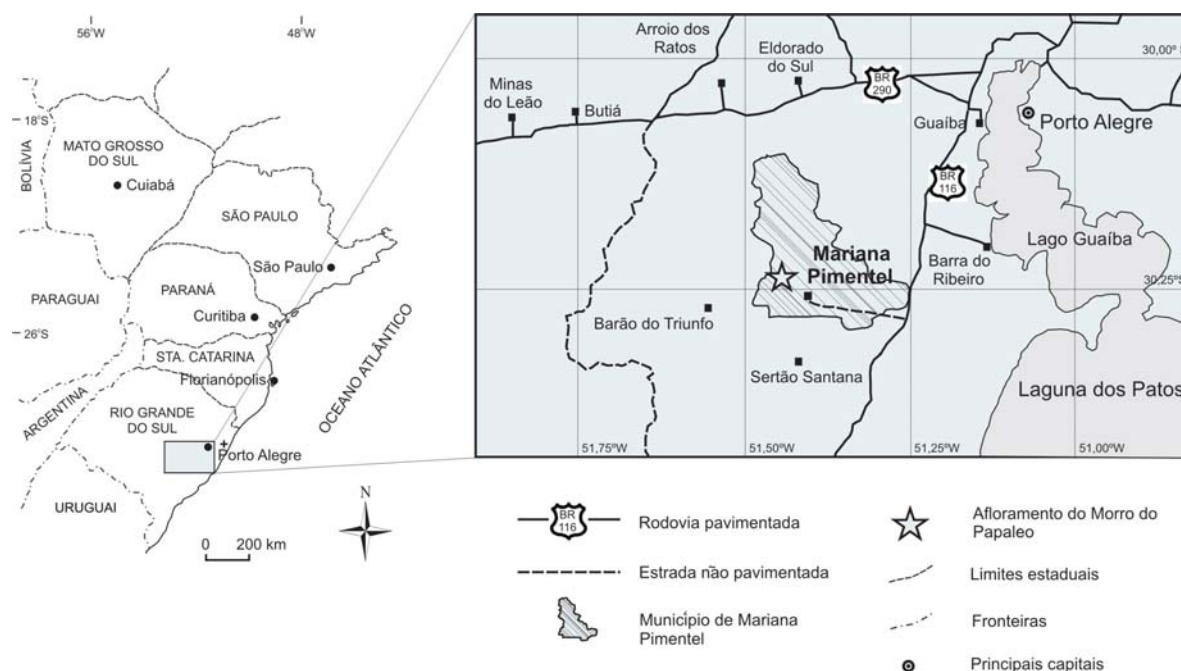 56°W
48°W
18°S
BOLÍVIA
MATO GROSSO
DO SUL
Cuiabá
SÃO PAULO
São Paulo
PARAGUAI
PARANÁ
Curitiba
26°S
STA. CATARINA
Florianópolis
ARGENTINA
RIO GRANDE
DO SUL
Porto Alegre
URUGUAI
OCEANO ATLÂNTICO
N
0 200 km
Arroio dos
Ratos
Eldorado
do Sul
30,00° S
Minas
do Leão
Butiá
BR
290
Guaíba
Porto Alegre
BR
116
Mariana
Pimentel
Barra do
Ribeiro
Lago Guaíba
30,25°S
Barão do Triunfo
Sertão Santana
Laguna dos Patos
51,75°W
51,50°W
51,25°W
51,00°W
BR
116
Rodovia pavimentada
Estrada não pavimentada
Município de Mariana
Pimentel
Afloramento do Morro do
Papaleo
Limites estaduais
Fronteiras
Principais capitais